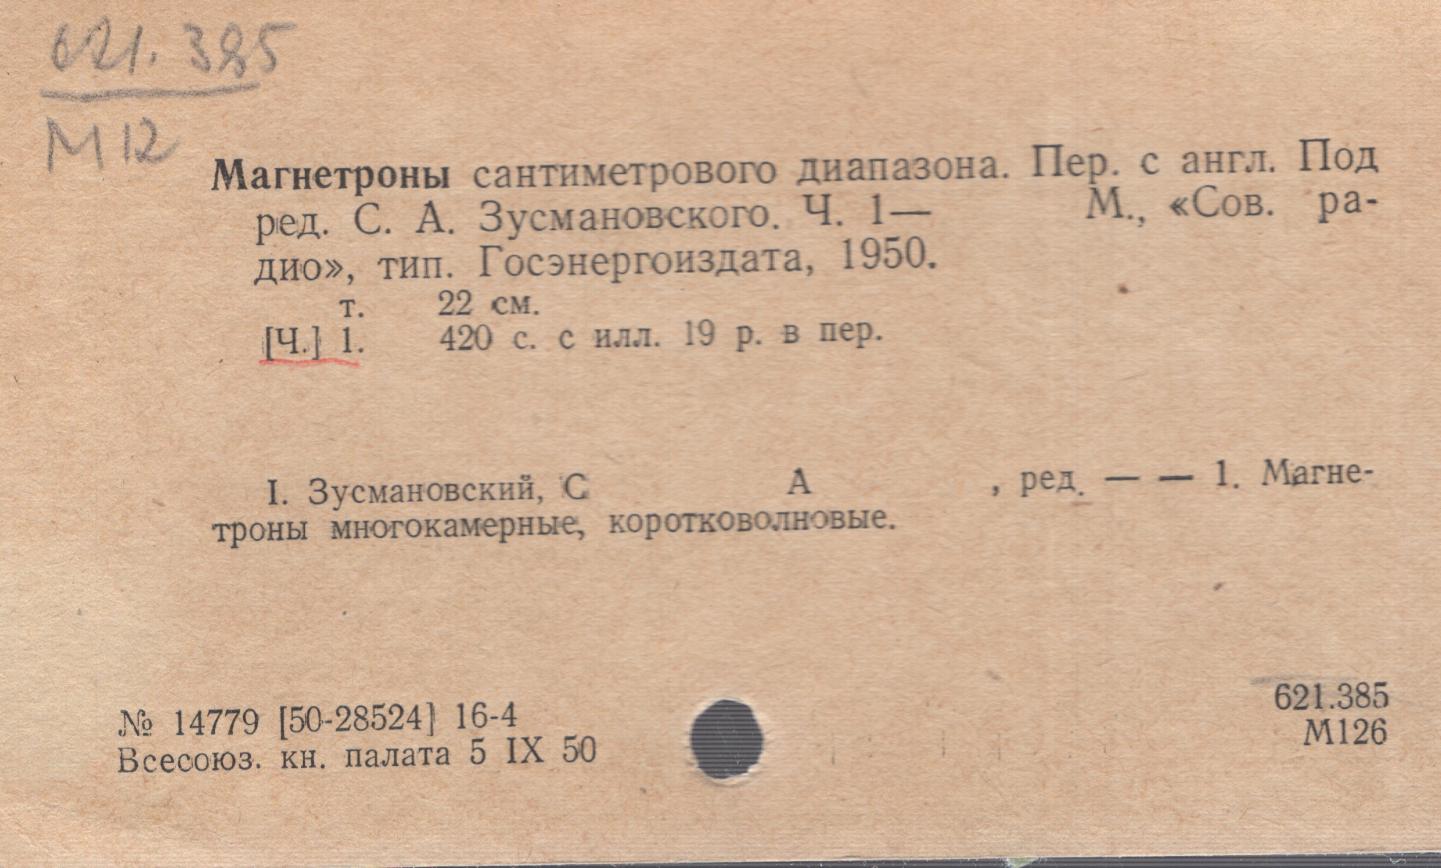 621.385
М12
Магнетроны сантиметрового диапазона. Пер. с англ. Под
ред. С. А. Зусмановского. Ч. 1— М., «Сов. ра-
дио», тип. Госэнергоиздата, 1950.
т. 22 см.
[Ч.] 1. 420 с. с илл. 19 р. в пер.
I. Зусмановский, С А , ред. — — 1. Магне-
троны многокамерные, коротковолновые.
№ 14779 [50-28524] 16-4
Всесоюз. кн. палата 5 IX 50
621.385
М126